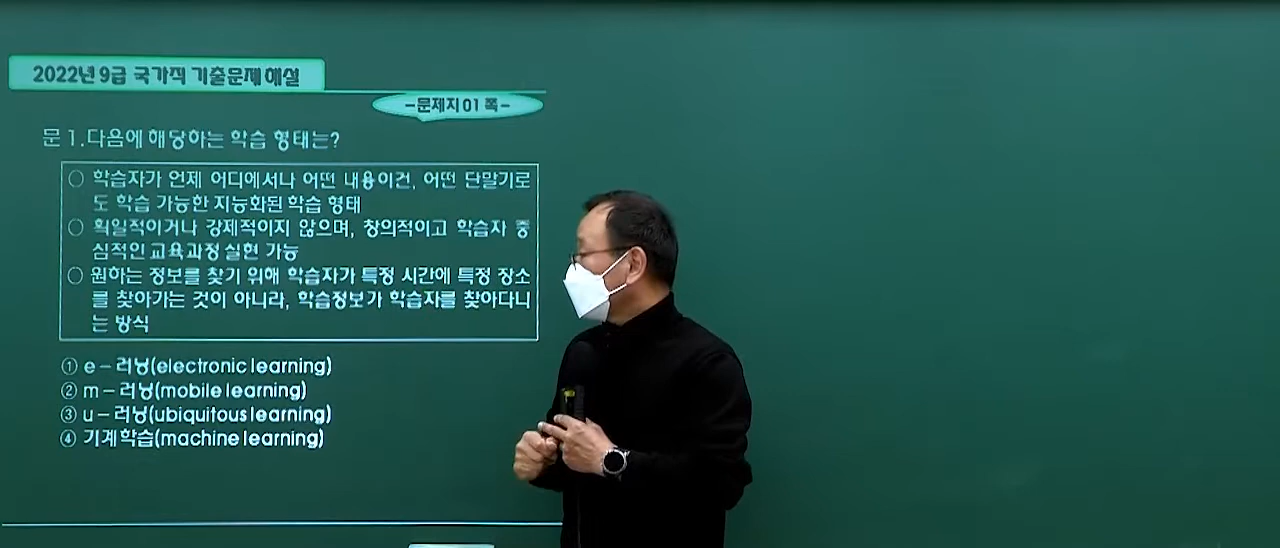 2022년 9급 국가직 기출문제 해설
-문제지 01 쪽-
문 1.다음에 해당하는 학습 형태는?
○ 학습자가 언제 어디에서나 어떤 내용이건, 어떤 단말기로
도 학습 가능한 지능화된 학습 형태
○ 획일적이거나 강제적이지 않으며, 창의적이고 학습자 중
심적인 교육과정 실현 가능
○ 원하는 정보를 찾기 위해 학습자가 특정 시간에 특정 장소
를 찾아가는 것이 아니라, 학습정보가 학습자를 찾아다니
는 방식
① e – 러닝(electronic learning)
② m – 러닝(mobile learning)
③ u – 러닝(ubiquitous learning)
④ 기계학습(machine learning)